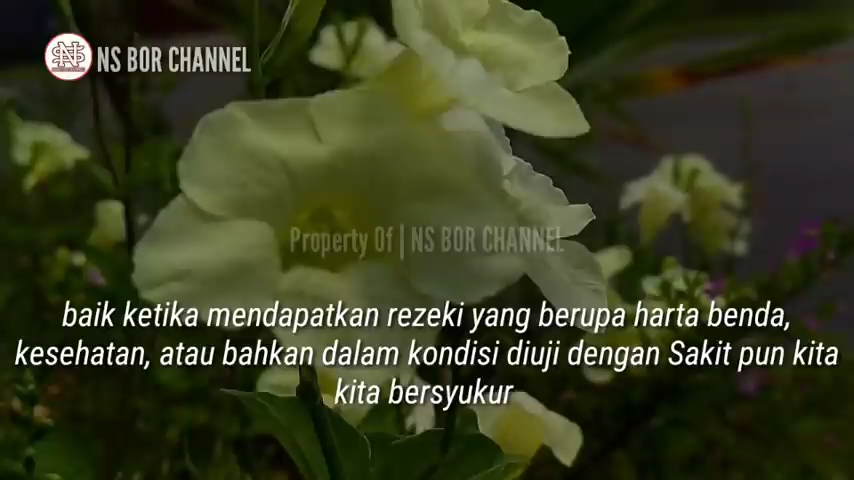 NS BOR CHANNEL
Property Of | NS BOR CHANNEL
baik ketika mendapatkan rezeki yang berupa harta benda,
kesehatan, atau bahkan dalam kondisi diuji dengan Sakit pun kita
kita bersyukur